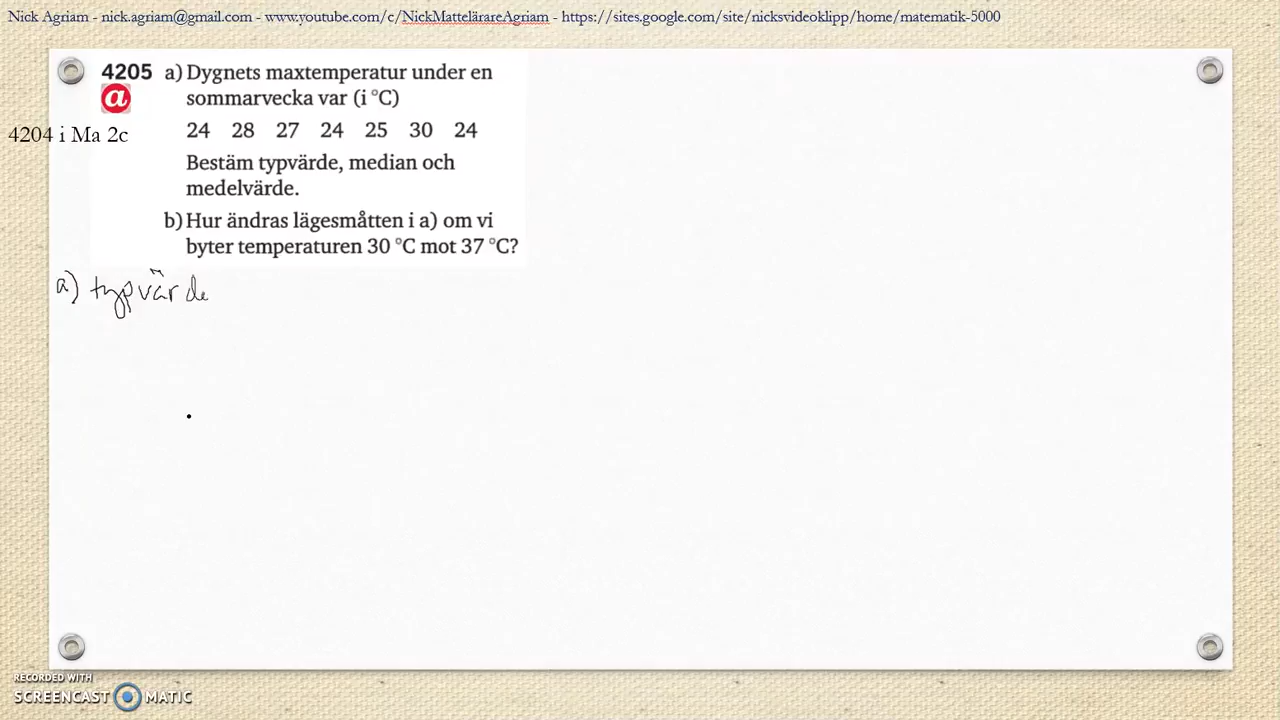 Nick Agriam - nick.agriam@gmail.com - www.youtube.com/c/NickMattelärareAgriam - https://sites.google.com/site/nicksvideoklipp/home/matematik-5000
4205 a) Dygnets maxtemperatur under en
sommarvecka var (i °C)
a
4204 i Ma 2c
24 28 27 24 25 30 24
Bestäm typvärde, median och
medelvärde.
b) Hur ändras lägesmåtten i a) om vi
byter temperaturen 30 °C mot 37 °C?
a) typvärde
RECORDED WITH
SCREENCAST MATIC